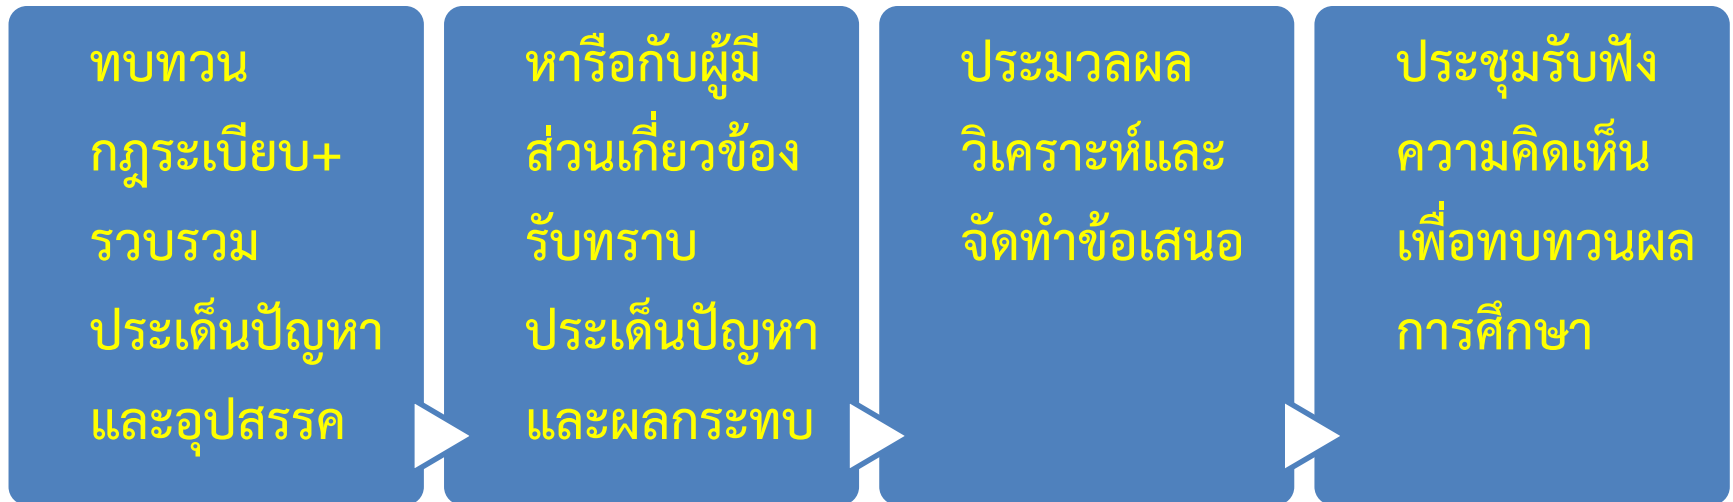 ทบทวน
กฎระเบียบ+
รวบรวม
ประเด็นปัญหา
และอุปสรรค
หารือกับผู้มี
ส่วนเกี่ยวข้อง
รับทราบ
ประเด็นปัญหา
และผลกระทบ
ประมวลผล
วิเคราะห์และ
จัดทำข้อเสนอ
ประชุมรับฟัง
ความคิดเห็น
เพื่อทบทวนผล
การศึกษา